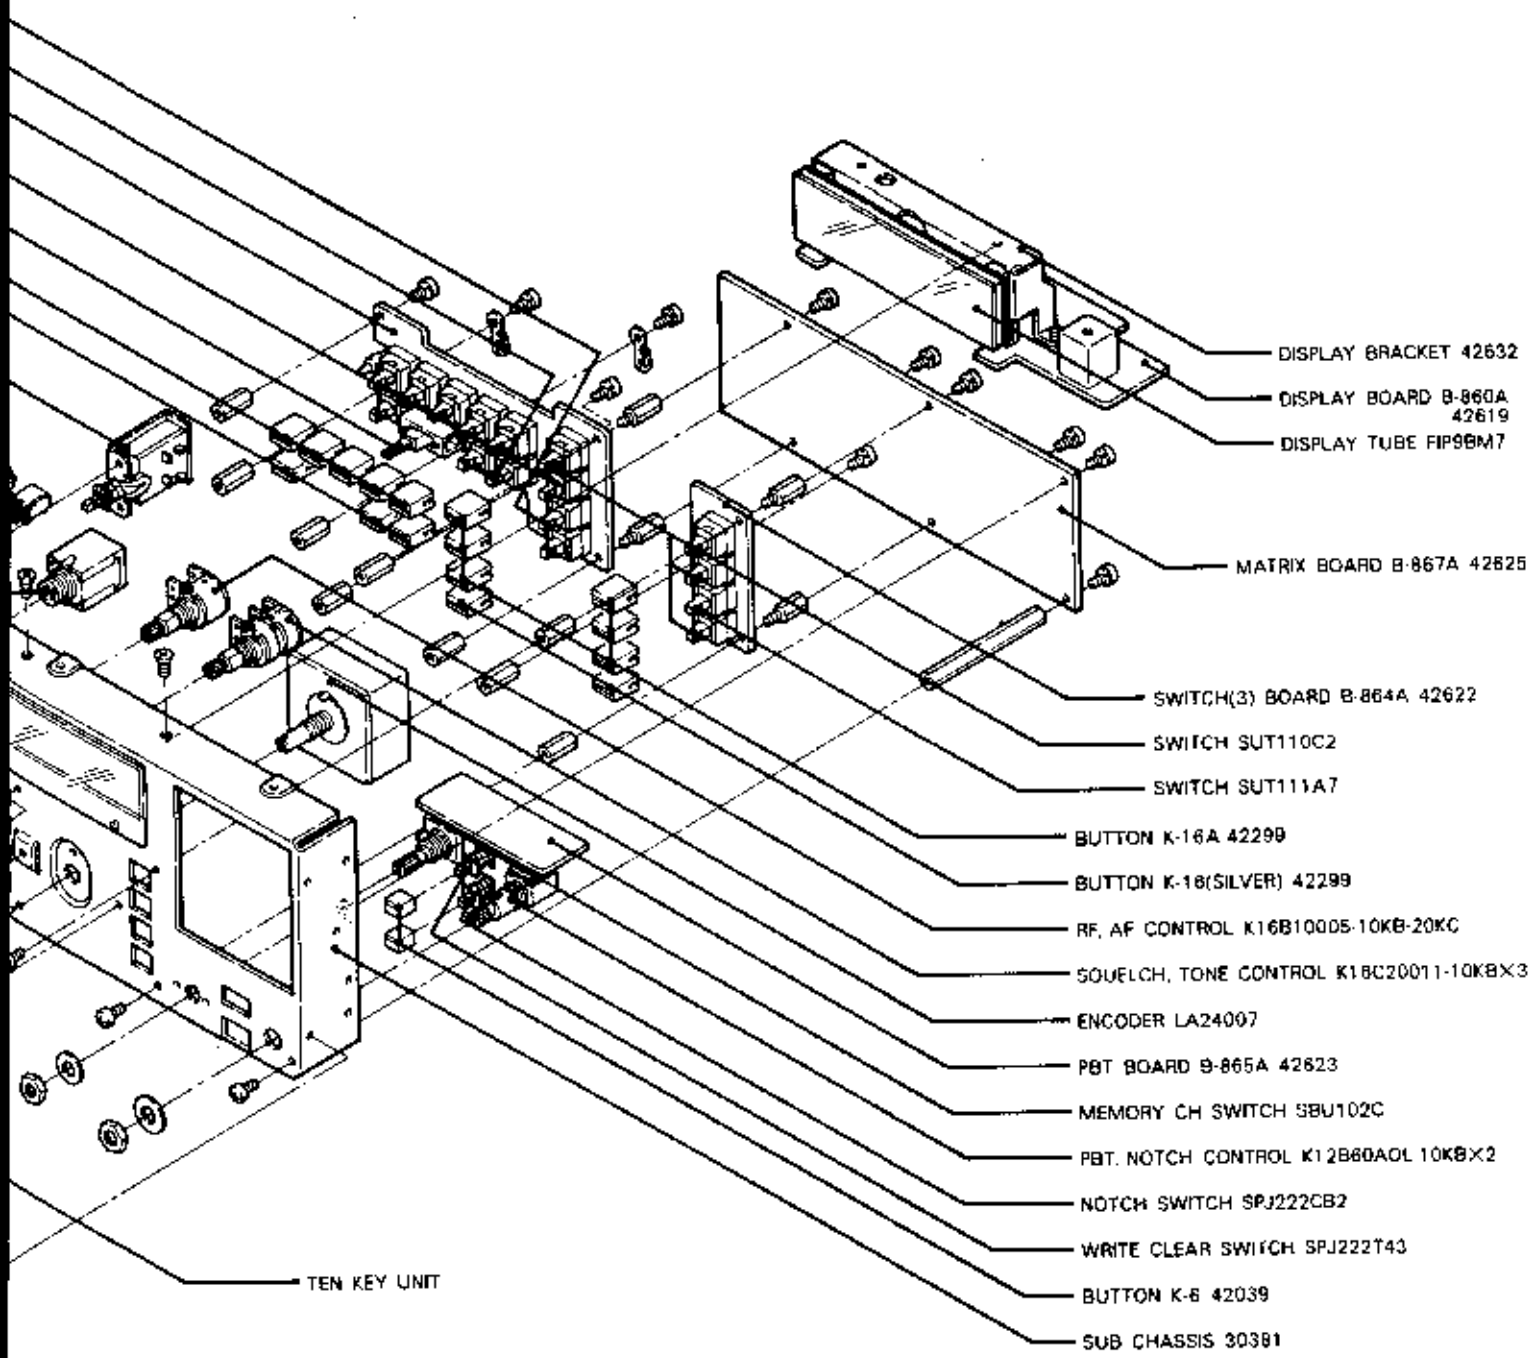 DISPLAY BRACKET 42632
DISPLAY BOARD B-860A
42619
DISPLAY TUBE FIP9BM7
MATRIX BOARD B-867A 42625
SWITCH(3) BOARD B-864A 42622
SWITCH SUT110C2
SWITCH SUT111A7
BUTTON K-16A 42299
BUTTON K-16(SILVER) 42299
RF, AF CONTROL K16B10005-10KB-20KC
SQUELCH, TONE CONTROL K16C20011-10KB×3
ENCODER LA24007
PBT BOARD B-865A 42623
MEMORY CH SWITCH SBU102C
PBT. NOTCH CONTROL K12B60AOL 10KB×2
NOTCH SWITCH SPJ222CB2
WRITE CLEAR SWITCH SPJ222T43
TEN KEY UNIT
BUTTON K-6 42039
SUB CHASSIS 30381